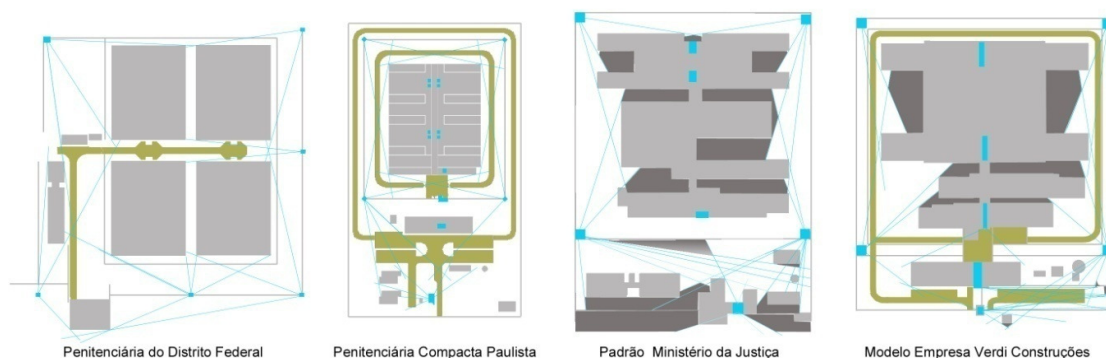 Penitenciária do Distrito Federal
Penitenciária Compacta Paulista
Padrão Ministério da Justiça
Modelo Empresa Verdi Construções